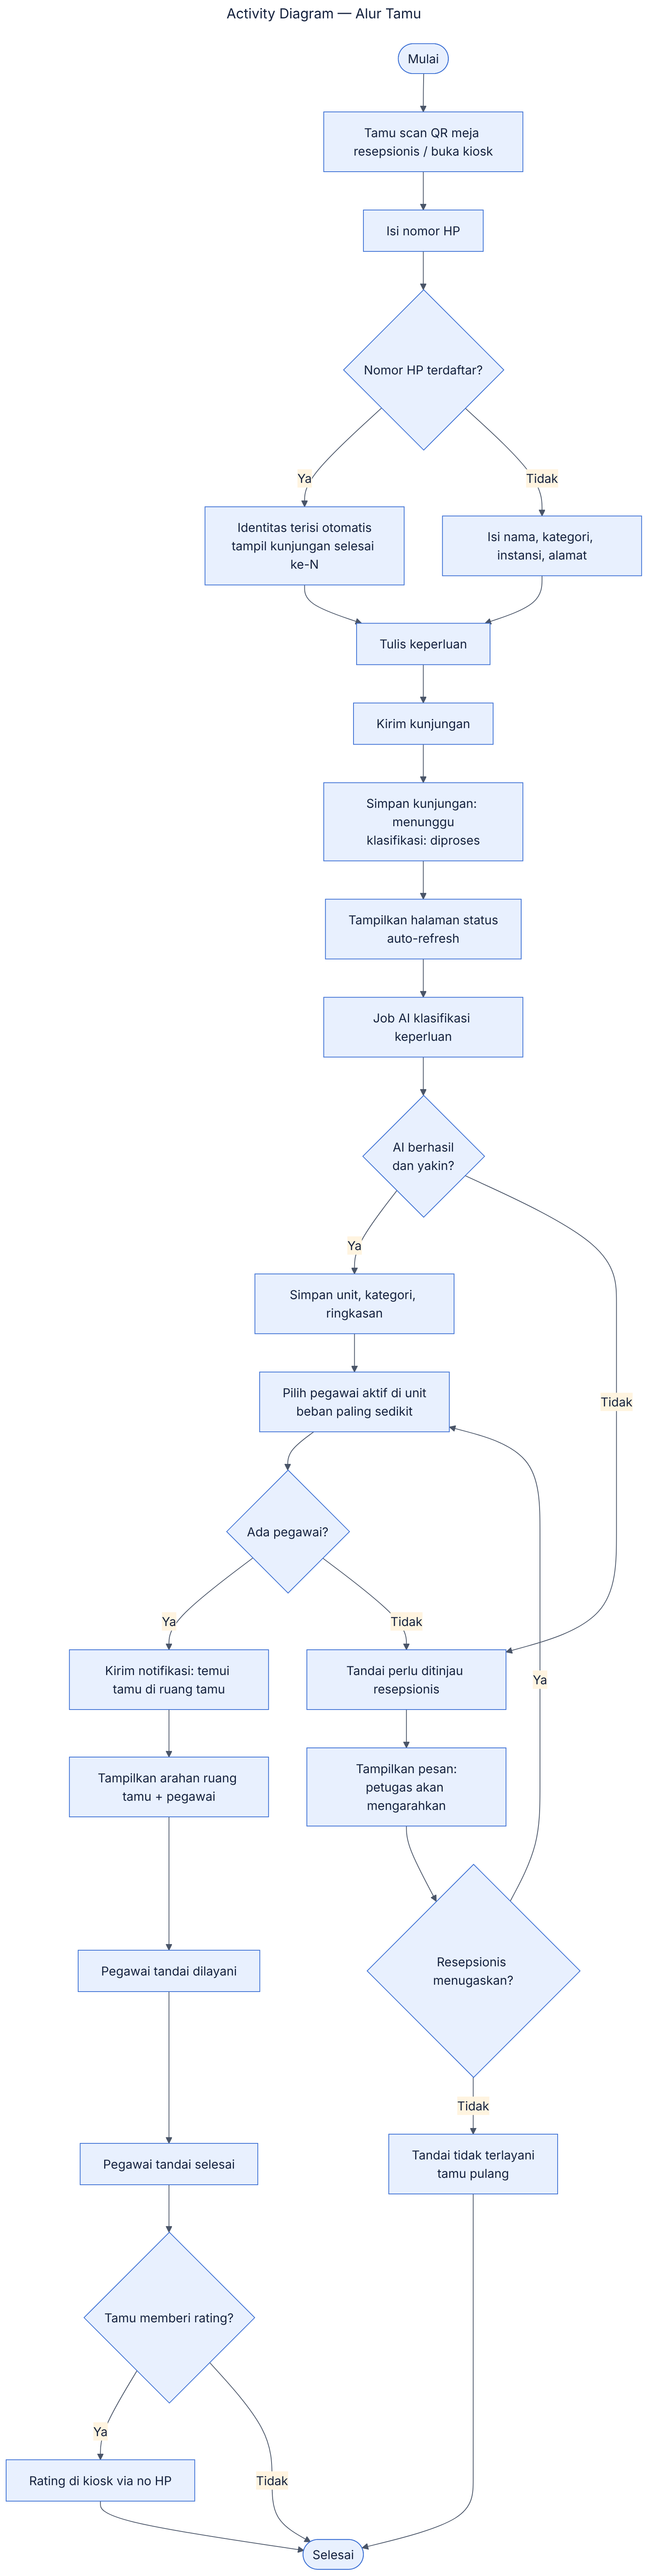 Activity Diagram — Alur Tamu
Mulai
Tamu scan QR meja
resepsionis / buka kiosk
Isi nomor HP
Nomor HP terdaftar?
Ya
Tidak
Identitas terisi otomatis
tampil kunjungan selesai
ke-N
Isi nama, kategori,
instansi, alamat
Tulis keperluan
Kirim kunjungan
Simpan kunjungan:
menunggu
klasifikasi: diproses
Tampilkan halaman status
auto-refresh
Job AI klasifikasi
keperluan
AI berhasil
dan yakin?
Ya
Simpan unit, kategori,
ringkasan
Pilih pegawai aktif di unit
beban paling sedikit
Tidak
Ada pegawai?
Ya
Tidak
Kirim notifikasi: temui
tamu di ruang tamu
Tandai perlu ditinjau
resepsionis
Ya
Tampilkan arahan ruang
tamu + pegawai
Tampilkan pesan:
petugas akan
mengarahkan
Pegawai tandai dilayani
Resepsionis
menugaskan?
Tidak
Pegawai tandai selesai
Tandai tidak terlayani
tamu pulang
Tamu memberi rating?
Ya
Tidak
Rating di kiosk via no HP
Selesai